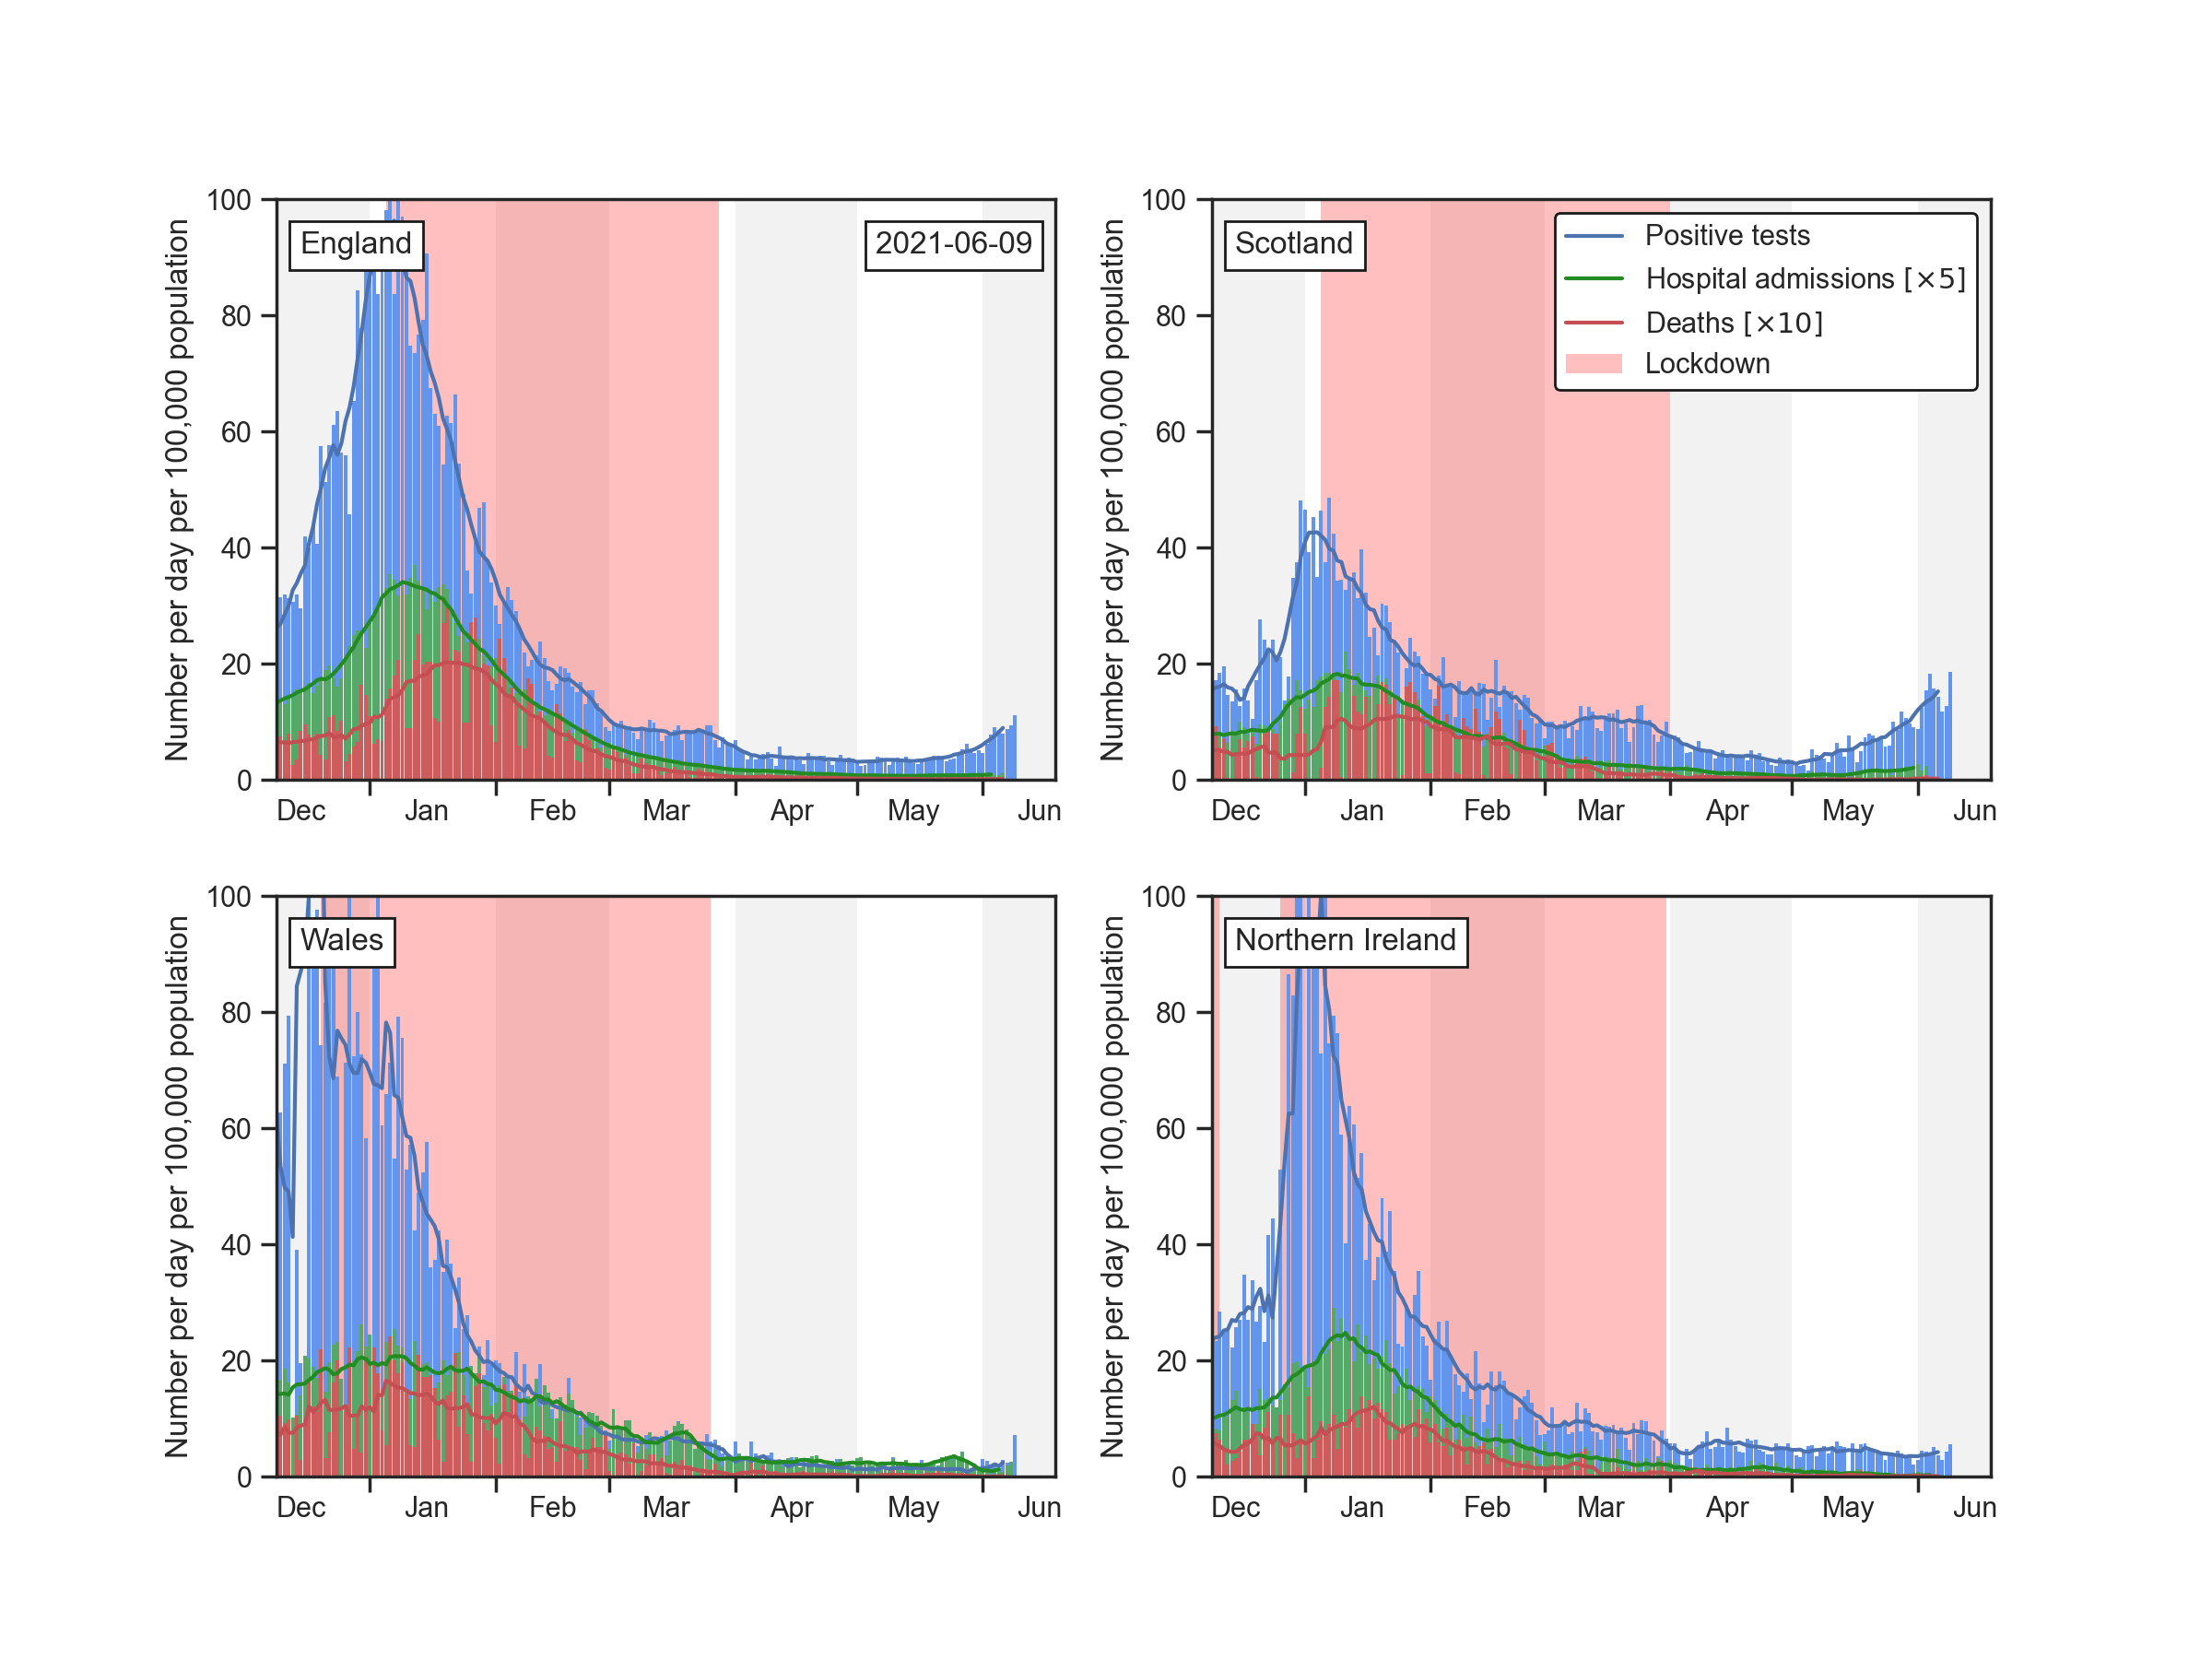 Number per day per 100,000 population
100
80
60
40
20
0
England
2021-06-09
Dec Jan Feb Mar Apr May Jun
Number per day per 100,000 population
100
80
60
40
20
0
Scotland
Positive tests
Hospital admissions [×5]
Deaths [×10]
Lockdown
Dec Jan Feb Mar Apr May Jun
Number per day per 100,000 population
100
80
60
40
20
0
Wales
Dec Jan Feb Mar Apr May Jun
Number per day per 100,000 population
100
80
60
40
20
0
Northern Ireland
Dec Jan Feb Mar Apr May Jun